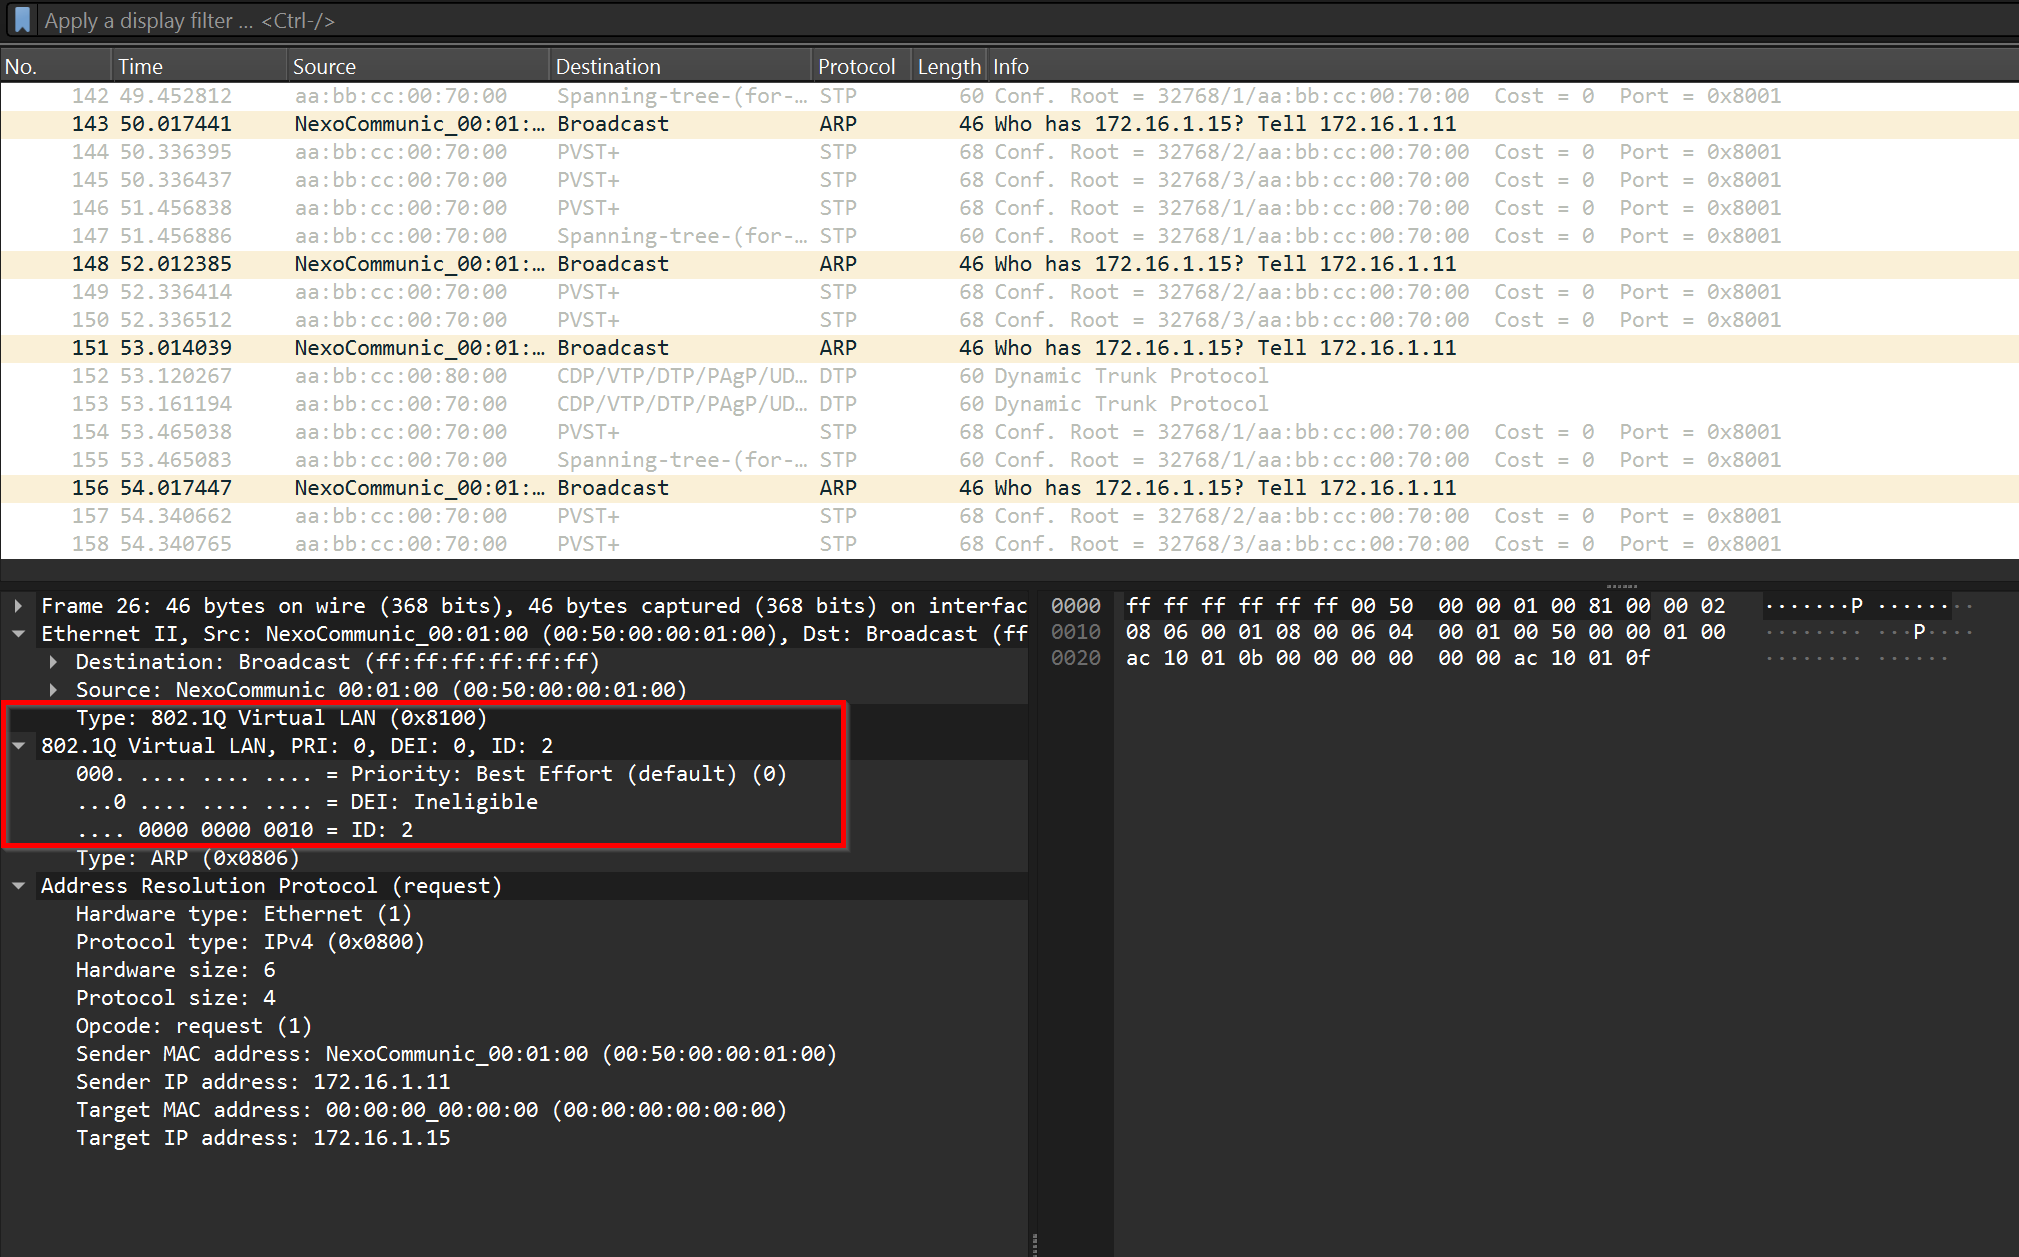 Apply a display filter ... <Ctrl-/>
No. Time Source Destination Protocol Length Info
142 49.452812 aa:bb:cc:00:70:00 Spanning-tree-(for-… STP 60 Conf. Root = 32768/1/aa:bb:cc:00:70:00 Cost = 0 Port = 0x8001
143 50.017441 NexoCommunic_00:01:… Broadcast ARP 46 Who has 172.16.1.15? Tell 172.16.1.11
144 50.336395 aa:bb:cc:00:70:00 PVST+ STP 68 Conf. Root = 32768/2/aa:bb:cc:00:70:00 Cost = 0 Port = 0x8001
145 50.336437 aa:bb:cc:00:70:00 PVST+ STP 68 Conf. Root = 32768/3/aa:bb:cc:00:70:00 Cost = 0 Port = 0x8001
146 51.456838 aa:bb:cc:00:70:00 PVST+ STP 68 Conf. Root = 32768/1/aa:bb:cc:00:70:00 Cost = 0 Port = 0x8001
147 51.456886 aa:bb:cc:00:70:00 Spanning-tree-(for-… STP 60 Conf. Root = 32768/1/aa:bb:cc:00:70:00 Cost = 0 Port = 0x8001
148 52.012385 NexoCommunic_00:01:… Broadcast ARP 46 Who has 172.16.1.15? Tell 172.16.1.11
149 52.336414 aa:bb:cc:00:70:00 PVST+ STP 68 Conf. Root = 32768/2/aa:bb:cc:00:70:00 Cost = 0 Port = 0x8001
150 52.336512 aa:bb:cc:00:70:00 PVST+ STP 68 Conf. Root = 32768/3/aa:bb:cc:00:70:00 Cost = 0 Port = 0x8001
151 53.014039 NexoCommunic_00:01:… Broadcast ARP 46 Who has 172.16.1.15? Tell 172.16.1.11
152 53.120267 aa:bb:cc:00:80:00 CDP/VTP/DTP/PAgP/UD… DTP 60 Dynamic Trunk Protocol
153 53.161194 aa:bb:cc:00:70:00 CDP/VTP/DTP/PAgP/UD… DTP 60 Dynamic Trunk Protocol
154 53.465038 aa:bb:cc:00:70:00 PVST+ STP 68 Conf. Root = 32768/1/aa:bb:cc:00:70:00 Cost = 0 Port = 0x8001
155 53.465083 aa:bb:cc:00:70:00 Spanning-tree-(for-… STP 60 Conf. Root = 32768/1/aa:bb:cc:00:70:00 Cost = 0 Port = 0x8001
156 54.017447 NexoCommunic_00:01:… Broadcast ARP 46 Who has 172.16.1.15? Tell 172.16.1.11
157 54.340662 aa:bb:cc:00:70:00 PVST+ STP 68 Conf. Root = 32768/2/aa:bb:cc:00:70:00 Cost = 0 Port = 0x8001
158 54.340765 aa:bb:cc:00:70:00 PVST+ STP 68 Conf. Root = 32768/3/aa:bb:cc:00:70:00 Cost = 0 Port = 0x8001
Frame 26: 46 bytes on wire (368 bits), 46 bytes captured (368 bits) on interfac
Ethernet II, Src: NexoCommunic_00:01:00 (00:50:00:00:01:00), Dst: Broadcast (ff
Destination: Broadcast (ff:ff:ff:ff:ff:ff)
Source: NexoCommunic 00:01:00 (00:50:00:00:01:00)
Type: 802.1Q Virtual LAN (0x8100)
802.1Q Virtual LAN, PRI: 0, DEI: 0, ID: 2
000. .... .... .... = Priority: Best Effort (default) (0)
...0 .... .... .... = DEI: Ineligible
.... 0000 0000 0010 = ID: 2
Type: ARP (0x0806)
Address Resolution Protocol (request)
Hardware type: Ethernet (1)
Protocol type: IPv4 (0x0800)
Hardware size: 6
Protocol size: 4
Opcode: request (1)
Sender MAC address: NexoCommunic_00:01:00 (00:50:00:00:01:00)
Sender IP address: 172.16.1.11
Target MAC address: 00:00:00_00:00:00 (00:00:00:00:00:00)
Target IP address: 172.16.1.15
0000 ff ff ff ff ff ff 00 50 00 00 01 00 81 00 00 02 ·······P ········
0010 08 06 00 01 08 00 06 04 00 01 00 50 00 00 01 00 ········ ···P····
0020 ac 10 01 0b 00 00 00 00 00 00 ac 10 01 0f ········ ······